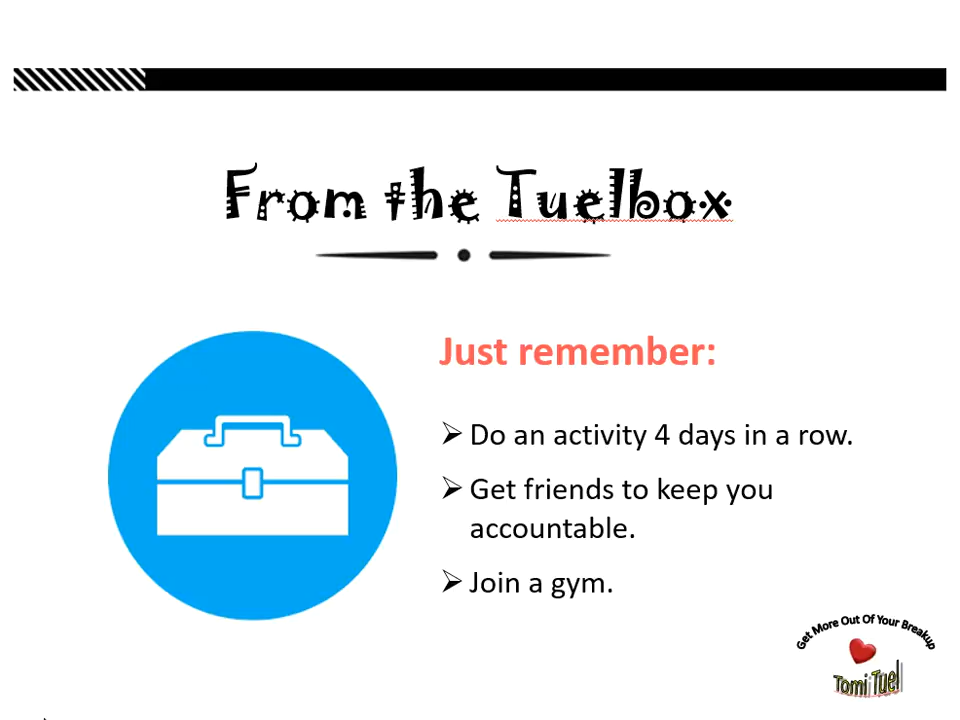 From the Tuelbox
Just remember:
➢ Do an activity 4 days in a row.
➢ Get friends to keep you
accountable.
➢ Join a gym.
Get More Out Of Your Breakup
Tomi Tuel